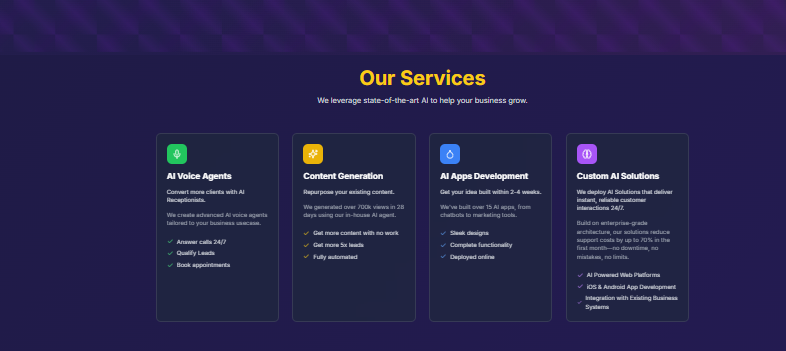 Our Services
We leverage state-of-the-art AI to help your business grow.
AI Voice Agents
Convert more clients with AI
Receptionists.
We create advanced AI voice agents
tailored to your business usecase.
Answer calls 24/7
Qualify Leads
Book appointments
Content Generation
Repurpose your existing content.
We generated over 700k views in 28
days using our in-house AI agent.
Get more content with no work
Get more 5x leads
Fully automated
AI Apps Development
Get your idea built within 2-4 weeks.
We've built over 15 AI apps, from
chatbots to marketing tools.
Sleek designs
Complete functionality
Deployed online
Custom AI Solutions
We deploy AI Solutions that deliver
instant, reliable customer
interactions 24/7.
Build on enterprise-grade
architecture, our solutions reduce
support costs by up to 70% in the
first month—no downtime, no
mistakes, no limits.
AI Powered Web Platforms
iOS & Android App Development
Integration with Existing Business
Systems